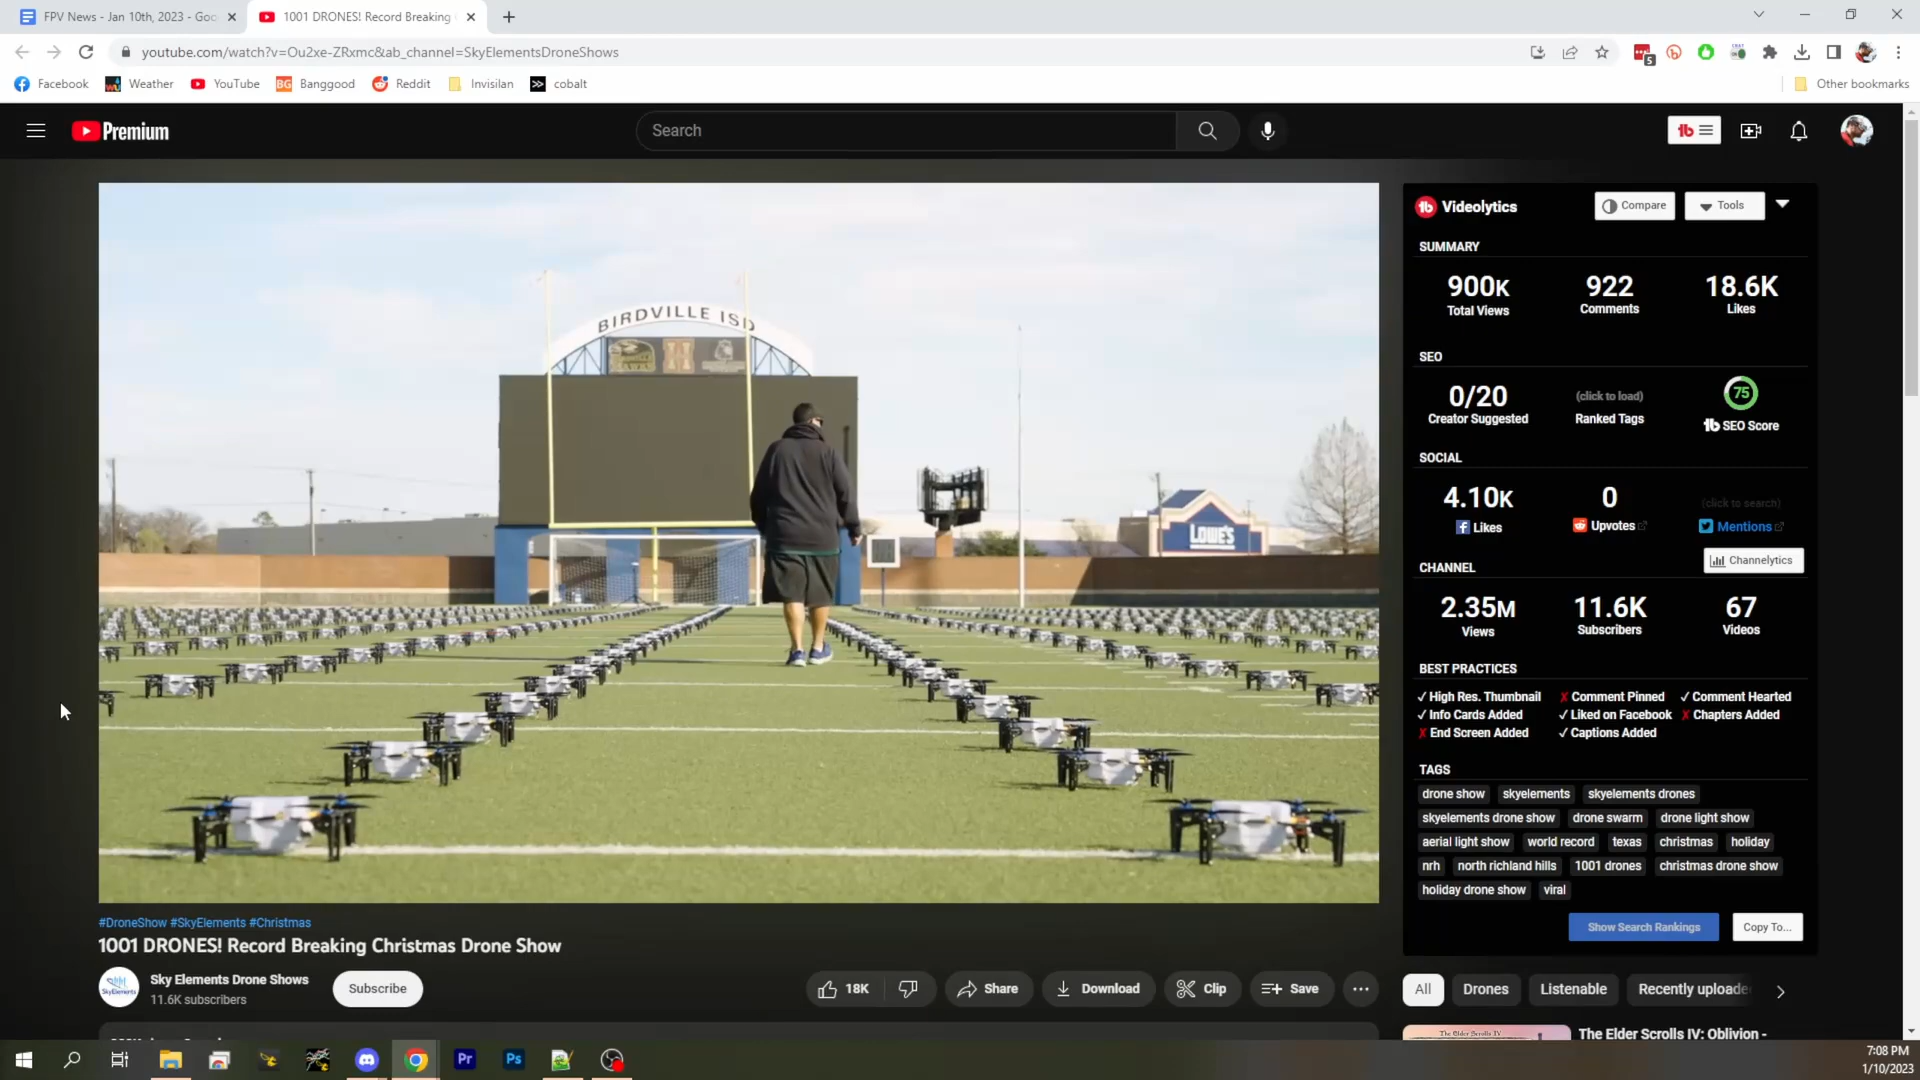 FPV News - Jan 10th, 2023 - Goo
1001 DRONES! Record Breaking
youtube.com/watch?v=Ou2xe-ZRxmc&ab_channel=SkyElementsDroneShows
5
Facebook Weather YouTube BG Banggood Reddit Invisilan cobalt Other bookmarks
Premium
Search
BIRDVILLE ISD
LOWE'S
Videolytics
Compare
Tools
SUMMARY
900K 922 18.6K
Total Views Comments Likes
SEO
0/20 (click to load) 75
Creator Suggested Ranked Tags SEO Score
SOCIAL
4.10K 0 (click to search)
Likes Upvotes Mentions
CHANNEL Channelytics
2.35M 11.6K 67
Views Subscribers Videos
BEST PRACTICES
✓ High Res. Thumbnail ✗ Comment Pinned ✓ Comment Hearted
✓ Info Cards Added ✓ Liked on Facebook ✗ Chapters Added
✗ End Screen Added ✓ Captions Added
TAGS
drone show skyelements skyelements drones
skyelements drone show drone swarm drone light show
aerial light show world record texas christmas holiday
nrh north richland hills 1001 drones christmas drone show
holiday drone show viral
Show Search Rankings Copy To...
#DroneShow #SkyElements #Christmas
1001 DRONES! Record Breaking Christmas Drone Show
SkyElements
Sky Elements Drone Shows
11.6K subscribers
Subscribe
18K Share Download Clip Save
All Drones Listenable Recently uploade
The Elder Scrolls IV
The Elder Scrolls IV: Oblivion -
Pr Ps
7:08 PM
1/10/2023